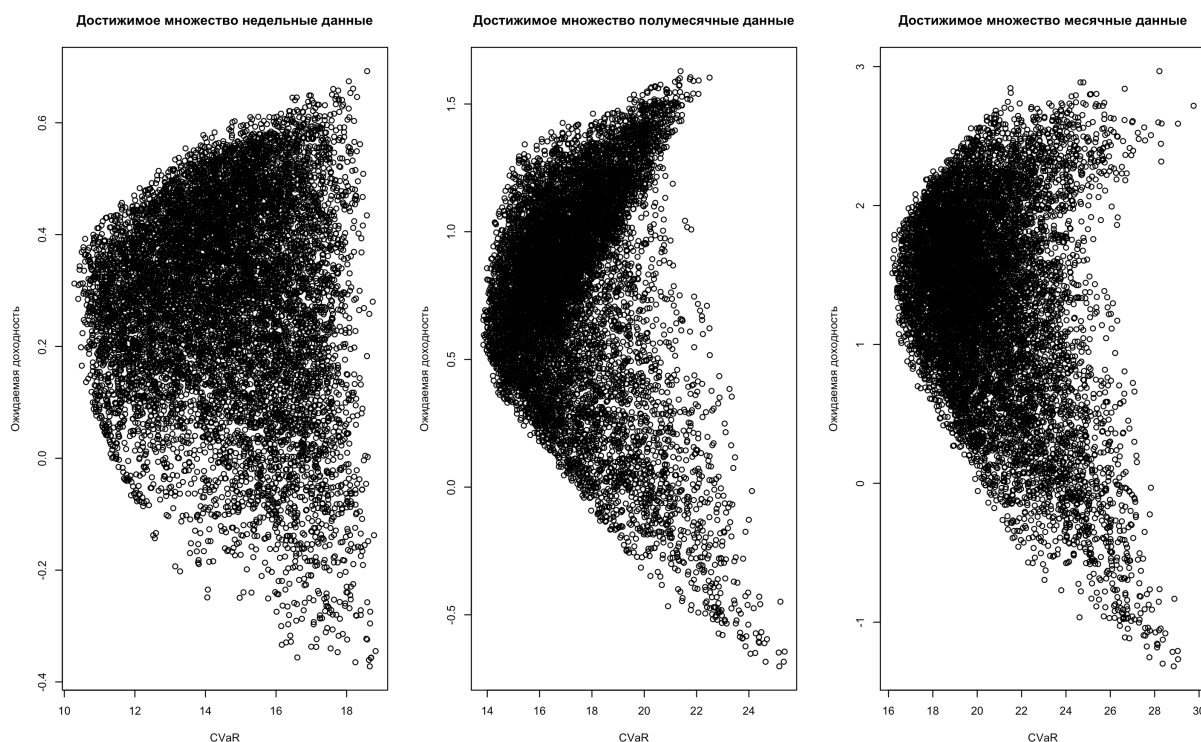 Достижимое множество недельные данные
Ожидаемая доходность
0.6
0.4
0.2
0.0
-0.2
-0.4
10 12 14 16 18
CVaR
Достижимое множество полумесячные данные
Ожидаемая доходность
1.5
1.0
0.5
0.0
-0.5
14 16 18 20 22 24
CVaR
Достижимое множество месячные данные
Ожидаемая доходность
3
2
1
0
-1
16 18 20 22 24 26 28 30
CVaR